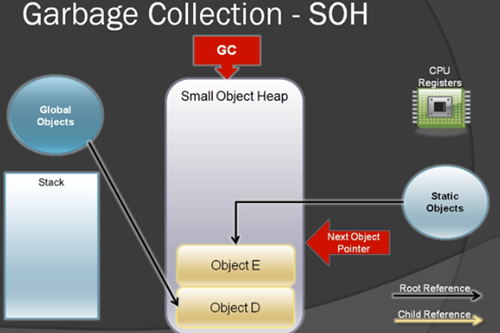 Garbage Collection - SOH
GC
CPU
Registers
Small Object Heap
Global
Objects
Stack
Static
Objects
Next Object
Pointer
Object E
Object D
Root Reference
Child Reference